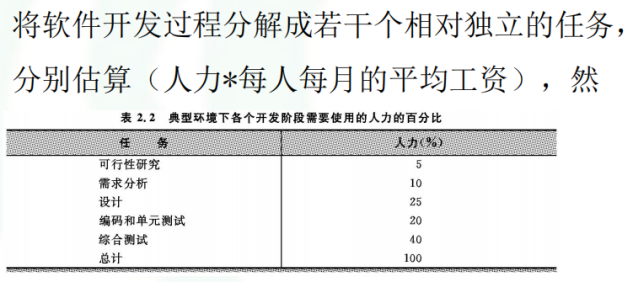 将软件开发过程分解成若干个相对独立的任务，
分别估算（人力*每人每月的平均工资），然
表 2.2 典型环境下各个开发阶段需要使用的人力的百分比
任 务 人力(%)
可行性研究 5
需求分析 10
设计 25
编码和单元测试 20
综合测试 40
总计 100